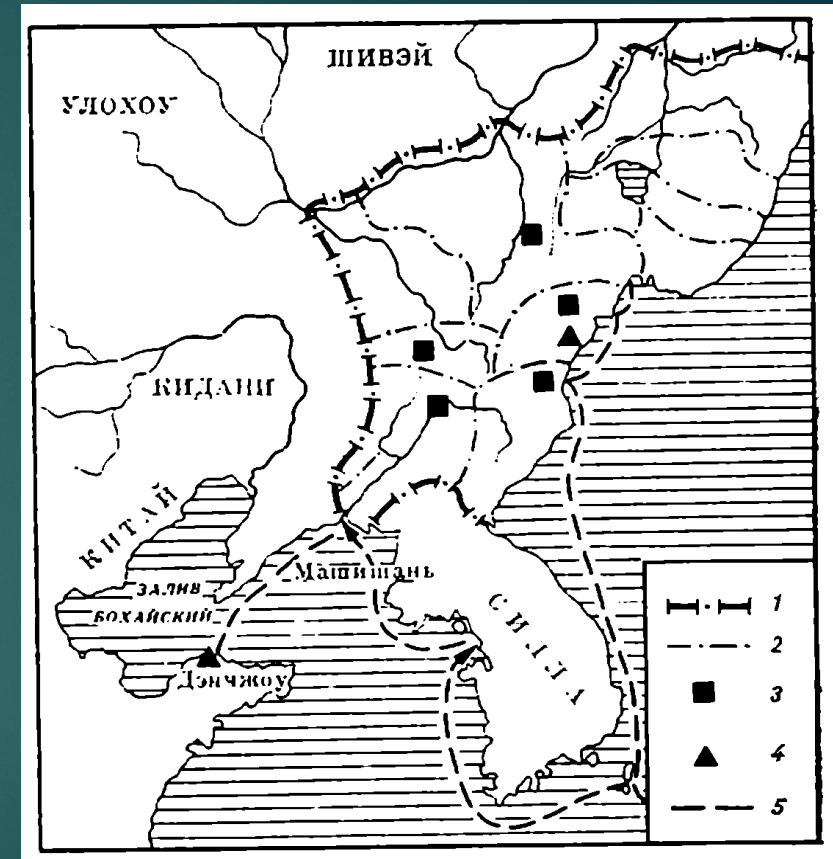 ШИВЭЙ
УЛОХОУ
КИДАНИ
КИТАЙ
ЗАЛИВ
БОХАЙСКИЙ
Машишань
СИЛЛА
Дэнчжоу
1
2
3
4
5